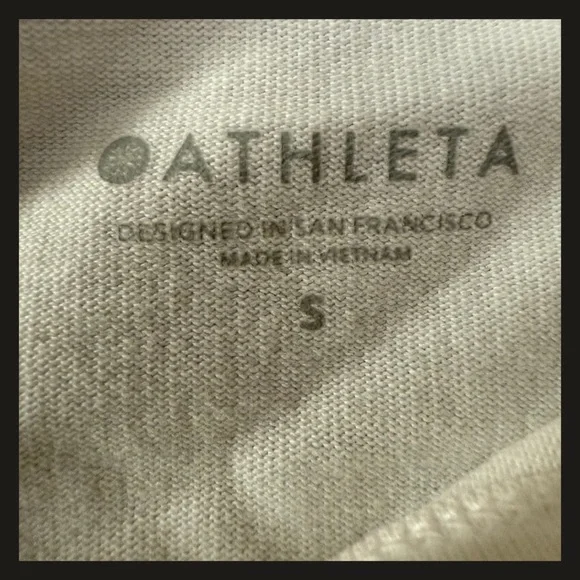 ATHLETA
DESIGNED IN SAN FRANCISCO
MADE IN VIETNAM
S